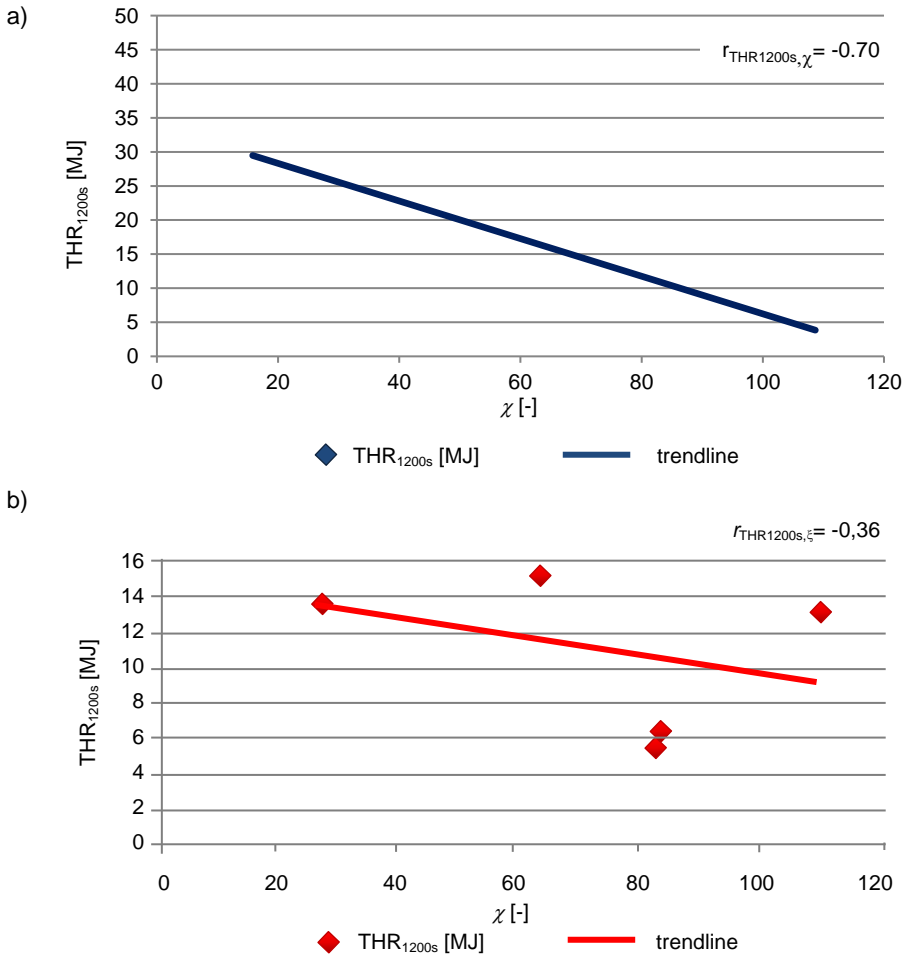 a)
50
45
40
35
30
25
20
15
10
5
0
THR1200s [MJ]
rTHR1200s,χ= -0.70
0 20 40 60 80 100 120
χ [-]
THR1200s [MJ] trendline
b)
rTHR1200s,ξ= -0,36
16
14
12
10
8
6
4
2
0
THR1200s [MJ]
0 20 40 60 80 100 120
χ [-]
THR1200s [MJ] trendline